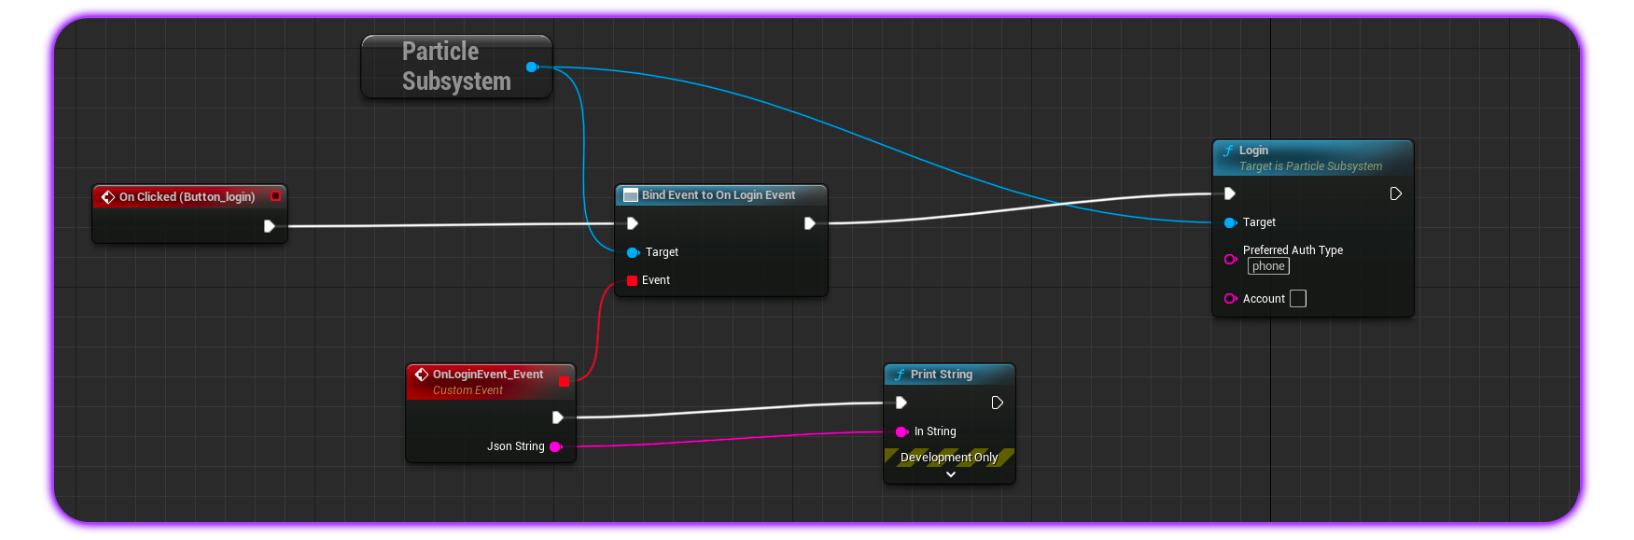 Particle
Subsystem
On Clicked (Button_login)
Bind Event to On Login Event
Target
Event
Login
Target is Particle Subsystem
Target
Preferred Auth Type
phone
Account
OnLoginEvent_Event
Custom Event
Json String
Print String
In String
Development Only